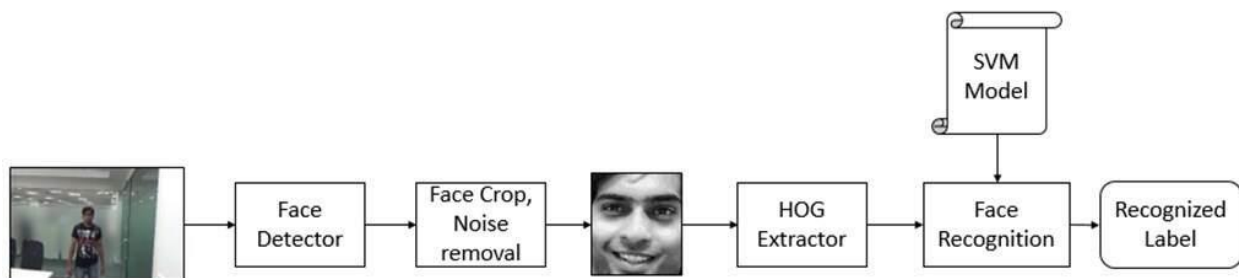 SVM
Model
Face
Detector
Face Crop,
Noise
removal
HOG
Extractor
Face
Recognition
Recognized
Label